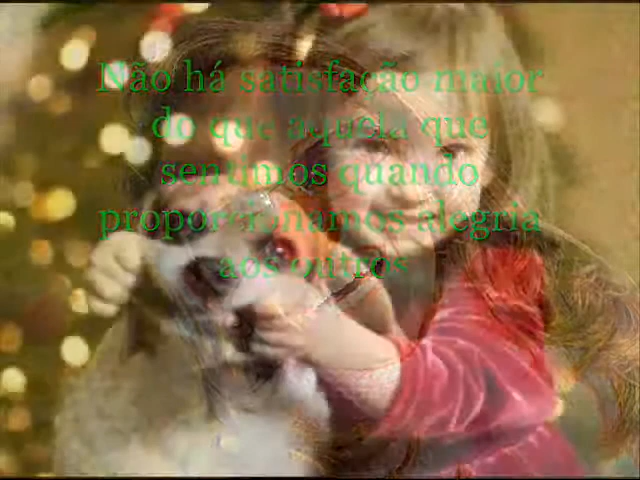 Não há satisfação maior
do que aquela que
sentimos quando
proporcionamos alegria
aos outros